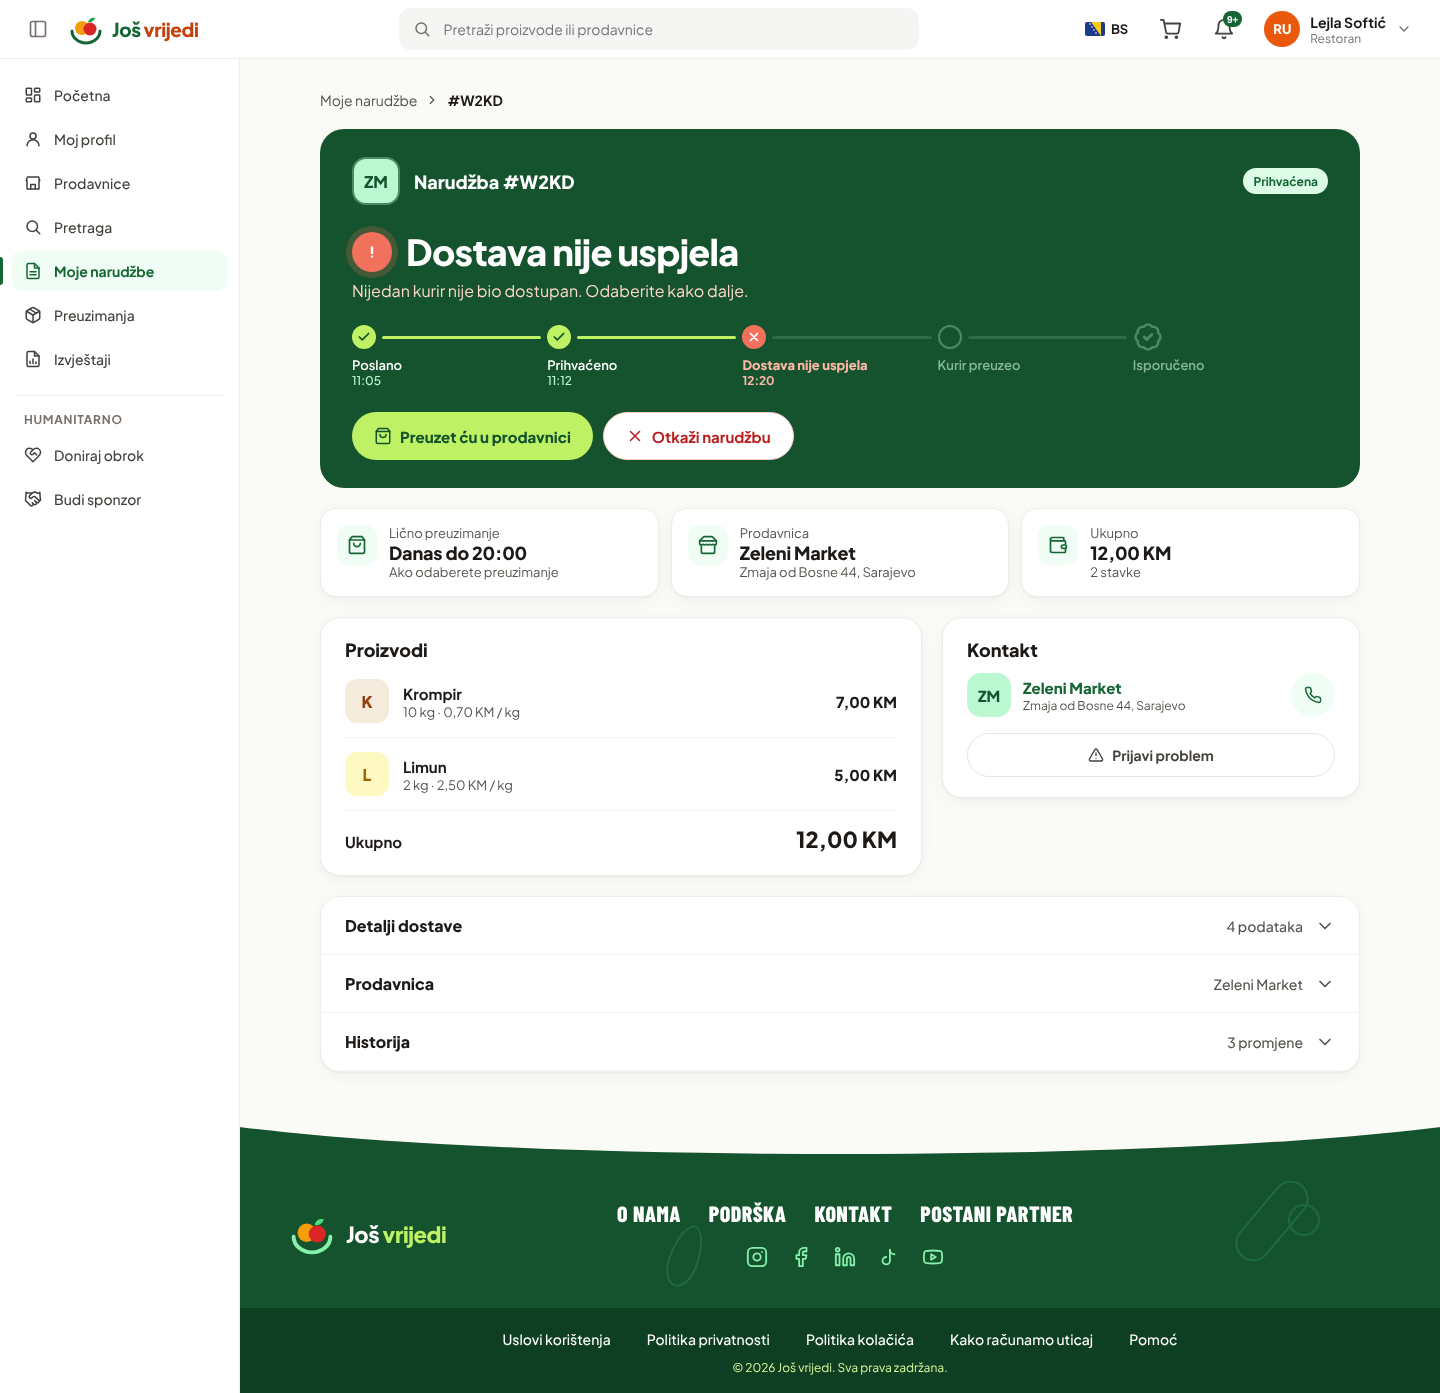 Još vrijedi
Pretraži proizvode ili prodavnice
BS
9+
RU
Lejla Softić
Restoran
Početna
Moj profil
Prodavnice
Pretraga
Moje narudžbe
Preuzimanja
Izvještaji
HUMANITARNO
Doniraj obrok
Budi sponzor
Moje narudžbe
#W2KD
ZM
Narudžba #W2KD
Prihvaćena
! Dostava nije uspjela
Nijedan kurir nije bio dostupan. Odaberite kako dalje.
Poslano
11:05
Prihvaćeno
11:12
Dostava nije uspjela
12:20
Kurir preuzeo
Isporučeno
Preuzet ću u prodavnici
Otkaži narudžbu
Lično preuzimanje
Danas do 20:00
Ako odaberete preuzimanje
Prodavnica
Zeleni Market
Zmaja od Bosne 44, Sarajevo
Ukupno
12,00 KM
2 stavke
Proizvodi
K
Krompir
10 kg · 0,70 KM / kg
7,00 KM
L
Limun
2 kg · 2,50 KM / kg
5,00 KM
Ukupno
12,00 KM
Kontakt
ZM
Zeleni Market
Zmaja od Bosne 44, Sarajevo
Prijavi problem
Detalji dostave
4 podataka
Prodavnica
Zeleni Market
Historija
3 promjene
Još vrijedi
O NAMA
PODRŠKA
KONTAKT
POSTANI PARTNER
Uslovi korištenja
Politika privatnosti
Politika kolačića
Kako računamo uticaj
Pomoć
© 2026 Još vrijedi. Sva prava zadržana.